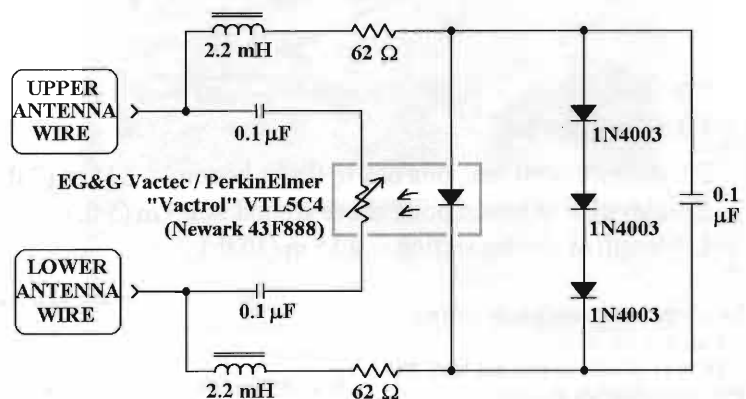 2.2 mH
62 Ω
UPPER
ANTENNA
WIRE
0.1 µF
1N4003
EG&G Vactec / PerkinElmer
"Vactrol" VTL5C4
(Newark 43F888)
1N4003
0.1
µF
LOWER
ANTENNA
WIRE
0.1 µF
1N4003
2.2 mH
62 Ω